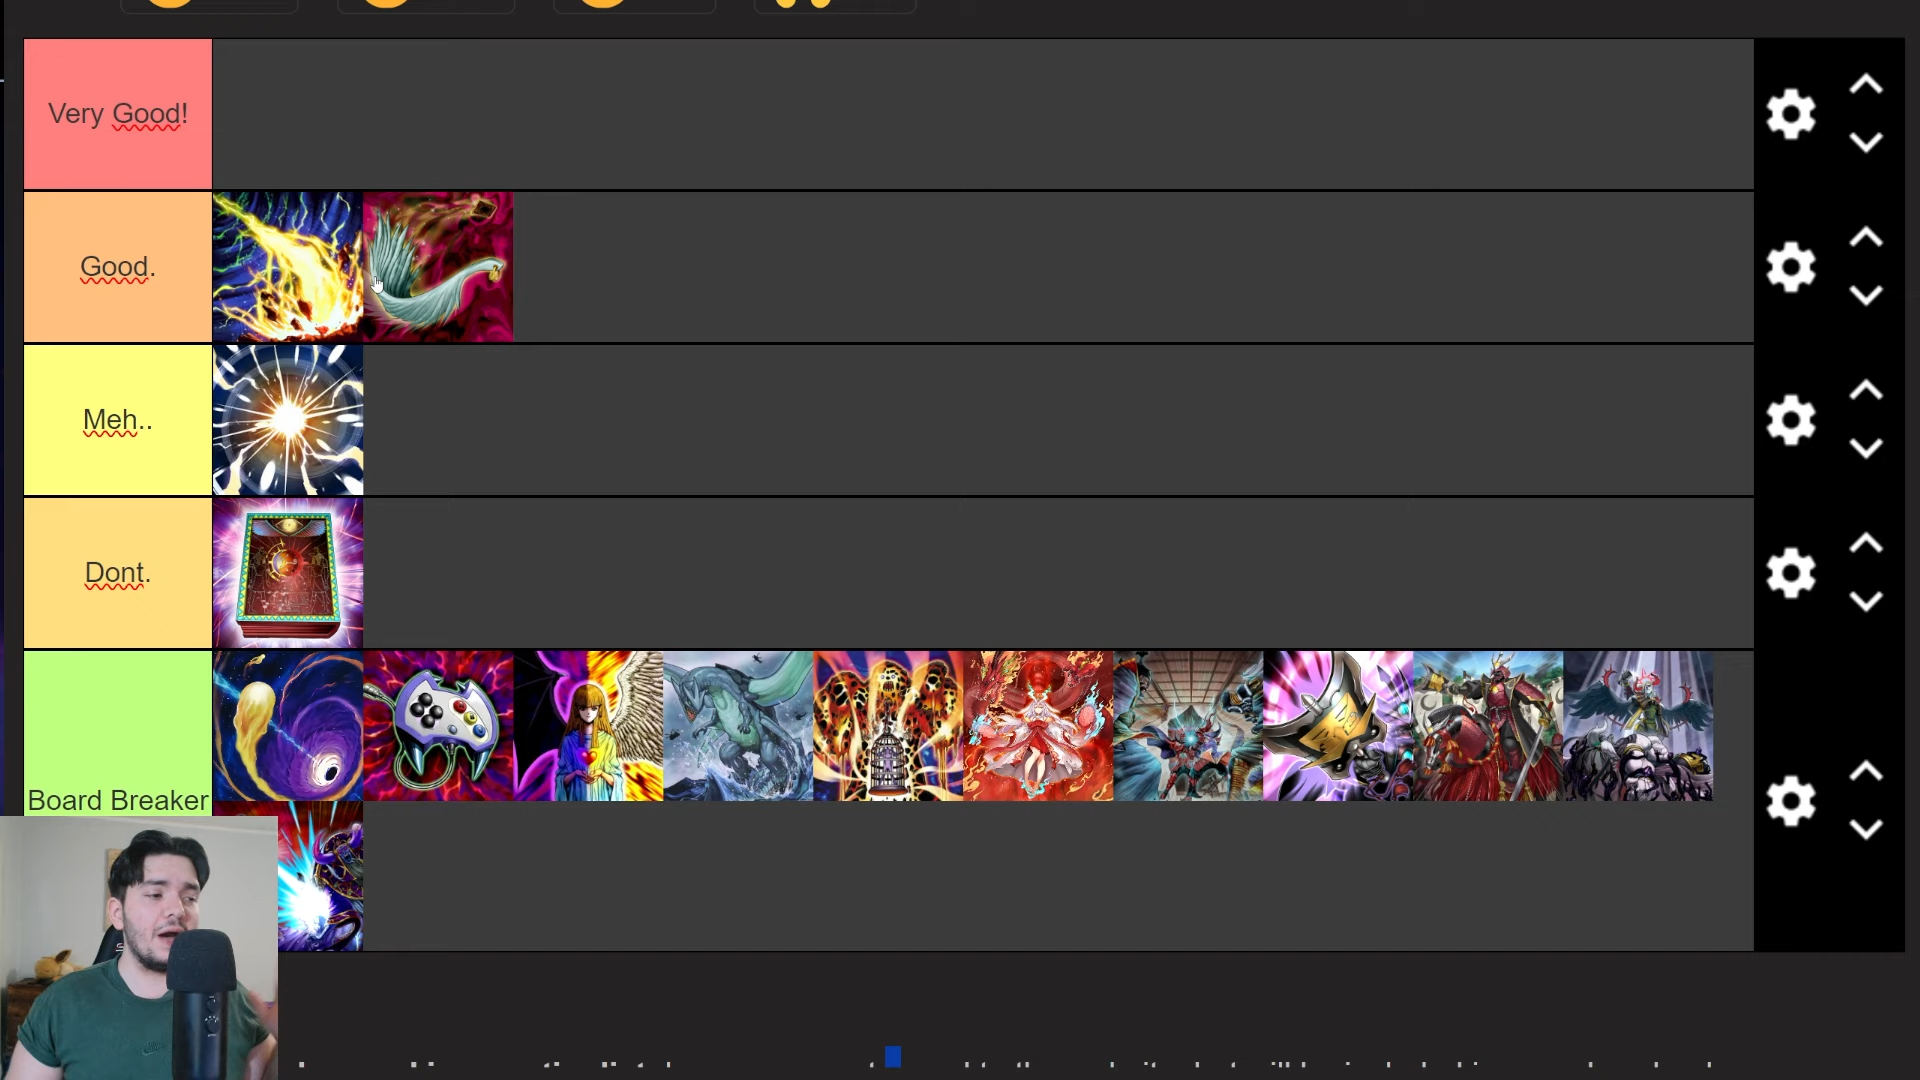 Very Good!
Good.
Meh..
Dont.
Board Breaker